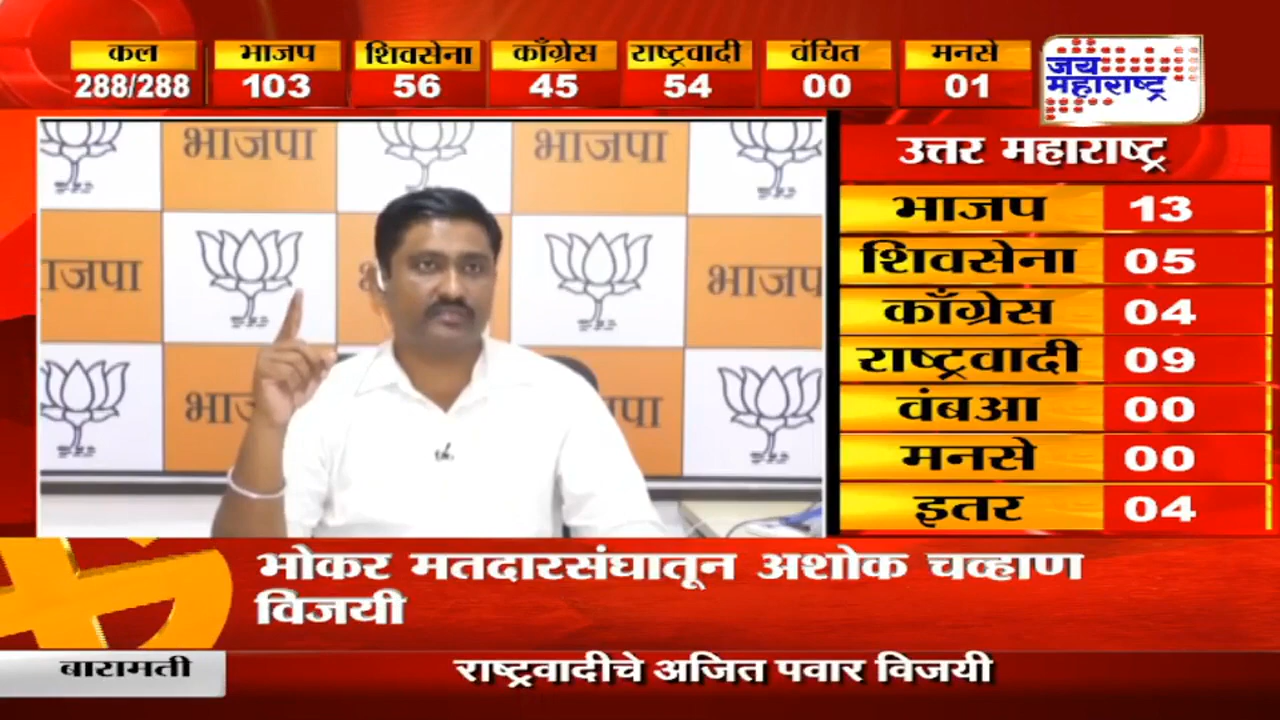 कल भाजप शिवसेना काँग्रेस राष्ट्रवादी वंचित मनसे
288/288 103 56 45 54 00 01
जय
महाराष्ट्र
उत्तर महाराष्ट्र
भाजप 13
शिवसेना 05
काँग्रेस 04
राष्ट्रवादी 09
वंबआ 00
मनसे 00
इतर 04
भाजपा भाजपा
भाजपा
भोकर मतदारसंघातून अशोक चव्हाण
विजयी
बारामती राष्ट्रवादीचे अजित पवार विजयी